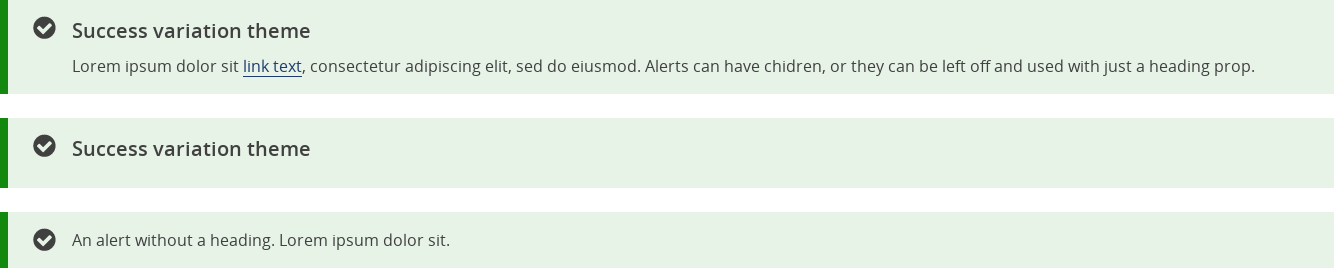 Success variation theme
Lorem ipsum dolor sit link text, consectetur adipiscing elit, sed do eiusmod. Alerts can have chidren, or they can be left off and used with just a heading prop.
Success variation theme
An alert without a heading. Lorem ipsum dolor sit.